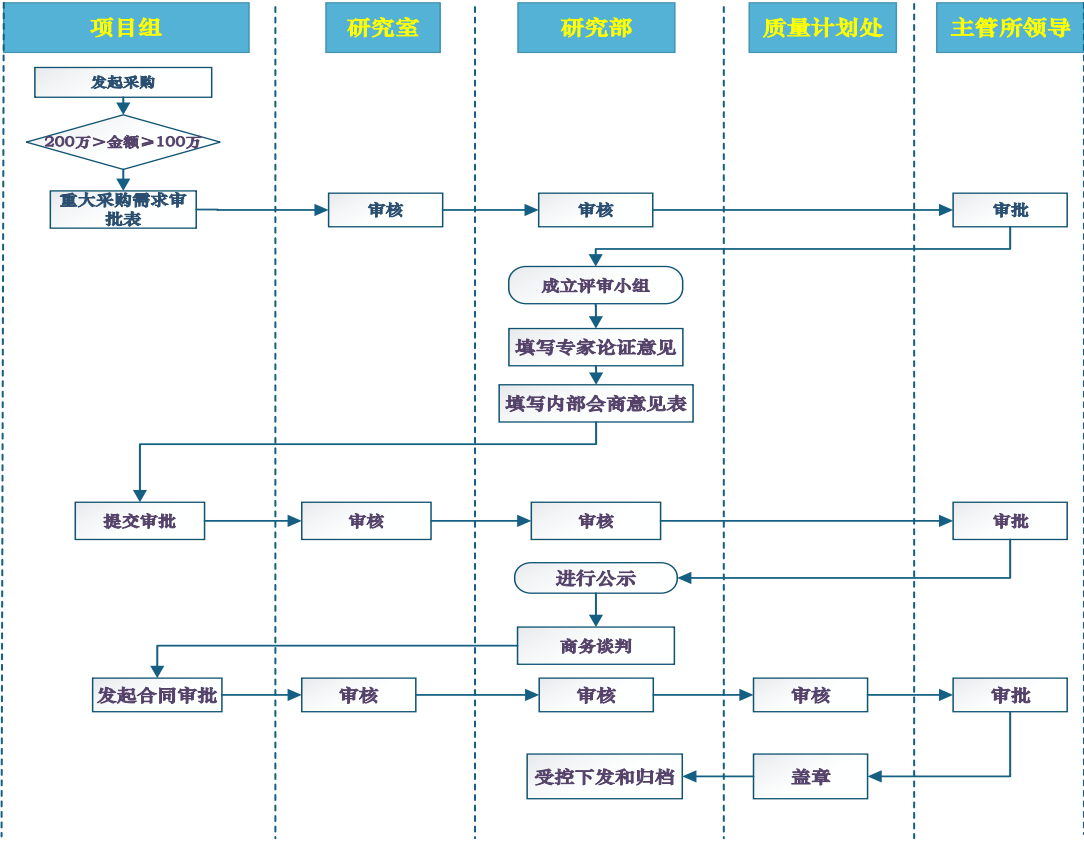 项目组
研究室
研究部
质量计划处
主管所领导
发起采购
200万＞金额≥100万
重大采购需求审
批表
审核
审核
审批
成立评审小组
填写专家论证意见
填写内部会商意见表
提交审批
审核
审核
审批
进行公示
商务谈判
发起合同审批
审核
审核
审核
审批
受控下发和归档
盖章